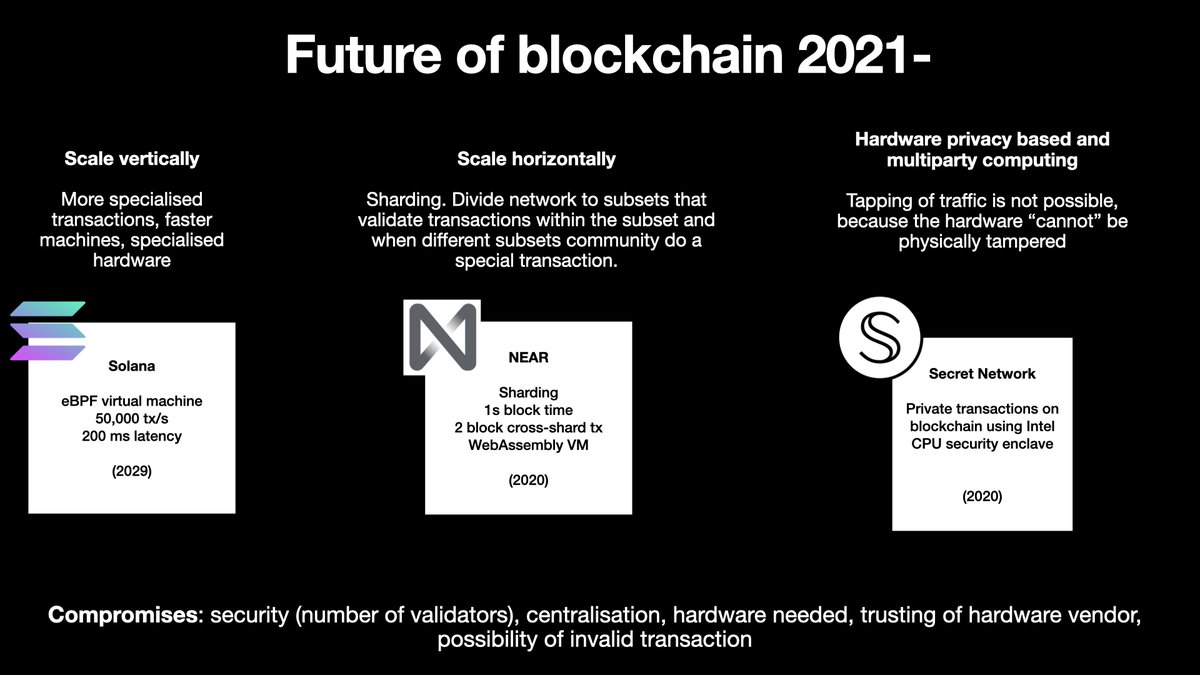 Future of blockchain 2021-
Scale vertically
More specialised
transactions, faster
machines, specialised
hardware
Solana
eBPF virtual machine
50,000 tx/s
200 ms latency
(2029)
Scale horizontally
Sharding. Divide network to subsets that
validate transactions within the subset and
when different subsets community do a
special transaction.
NEAR
Sharding
1s block time
2 block cross-shard tx
WebAssembly VM
(2020)
Hardware privacy based and
multiparty computing
Tapping of traffic is not possible,
because the hardware “cannot” be
physically tampered
Secret Network
Private transactions on
blockchain using Intel
CPU security enclave
(2020)
Compromises: security (number of validators), centralisation, hardware needed, trusting of hardware vendor,
possibility of invalid transaction